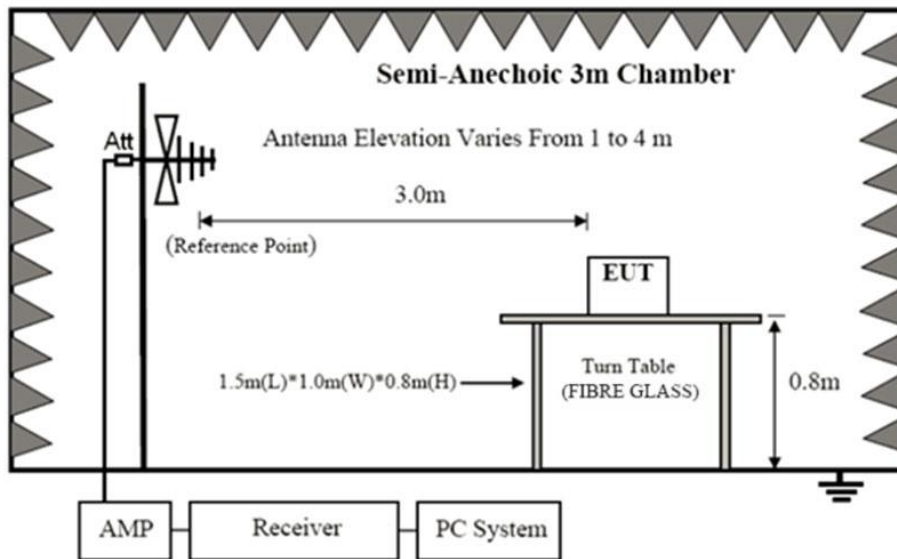 Semi-Anechoic 3m Chamber
Att
Antenna Elevation Varies From 1 to 4 m
3.0m
(Reference Point)
EUT
1.5m(L)*1.0m(W)*0.8m(H)
Turn Table
(FIBRE GLASS)
0.8m
AMP
Receiver
PC System